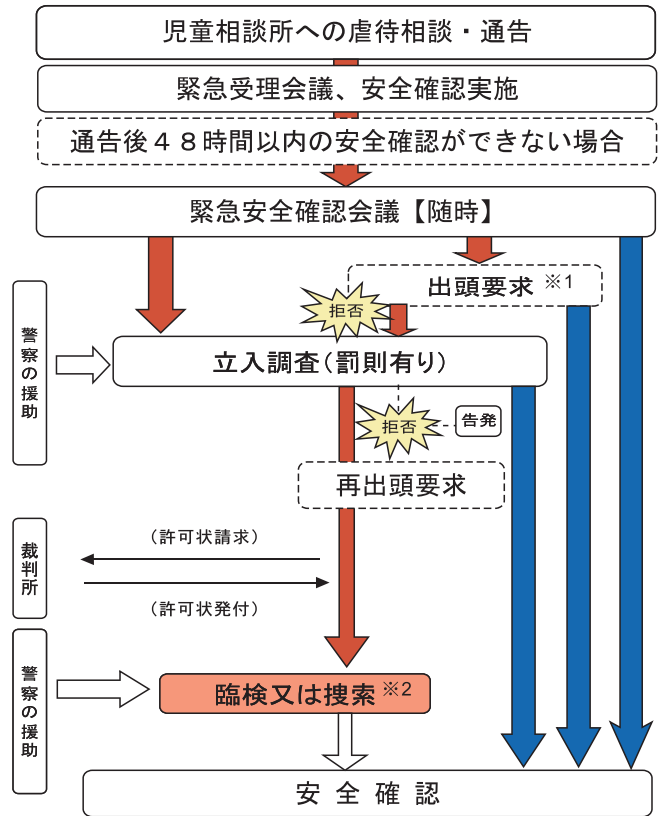 児童相談所への虐待相談・通告
緊急受理会議、安全確認実施
通告後４８時間以内の安全確認ができない場合
緊急安全確認会議【随時】
出頭要求※1
拒否
警察の援助
立入調査(罰則有り)
拒否
告発
再出頭要求
裁判所
(許可状請求)
(許可状発付)
警察の援助
臨検又は捜索※2
安全確認